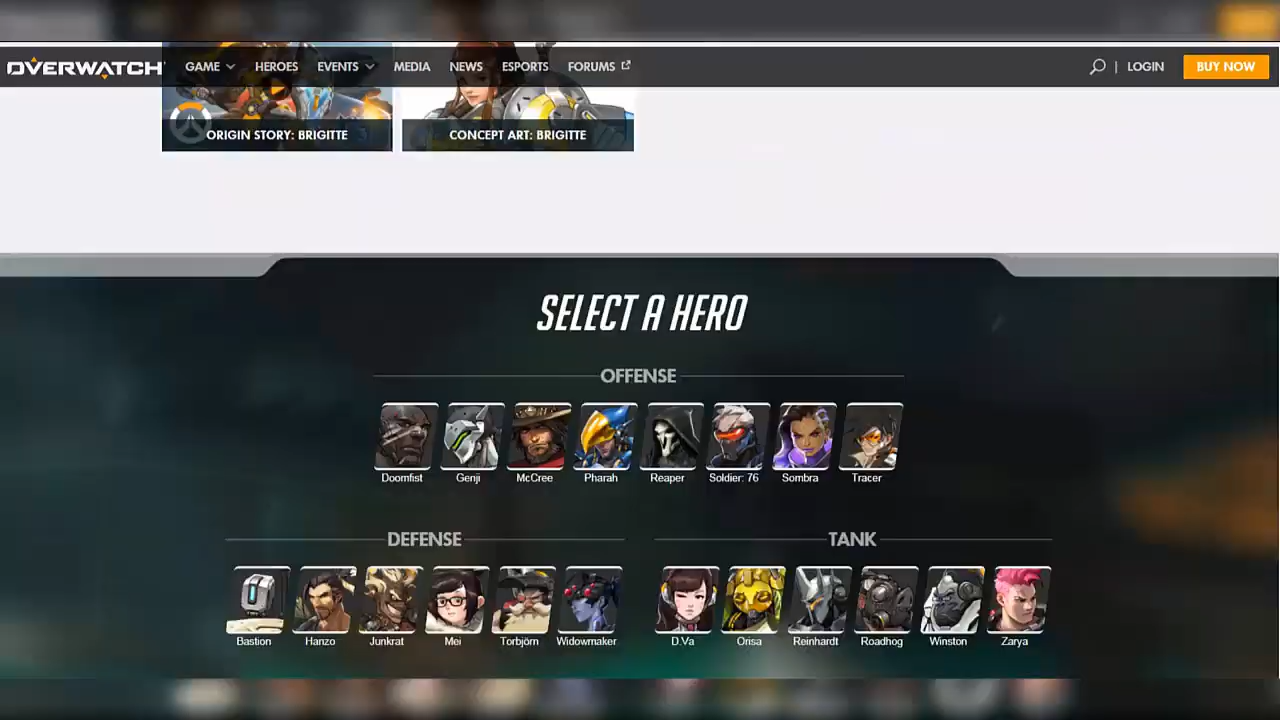 OVERWATCH GAME HEROES EVENTS MEDIA NEWS ESPORTS FORUMS | LOGIN BUY NOW
ORIGIN STORY: BRIGITTE CONCEPT ART: BRIGITTE
SELECT A HERO
OFFENSE
Doomfist Genji McCree Pharah Reaper Soldier: 76 Sombra Tracer
DEFENSE TANK
Bastion Hanzo Junkrat Mei Torbjörn Widowmaker D.Va Orisa Reinhardt Roadhog Winston Zarya